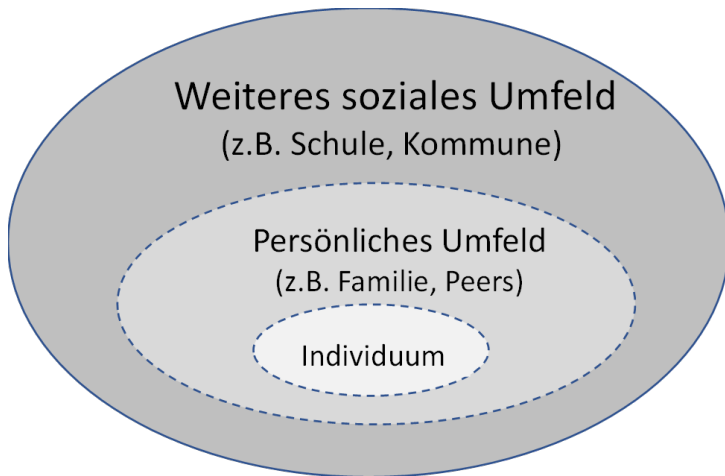 Weiteres soziales Umfeld
(z.B. Schule, Kommune)
Persönliches Umfeld
(z.B. Familie, Peers)
Individuum